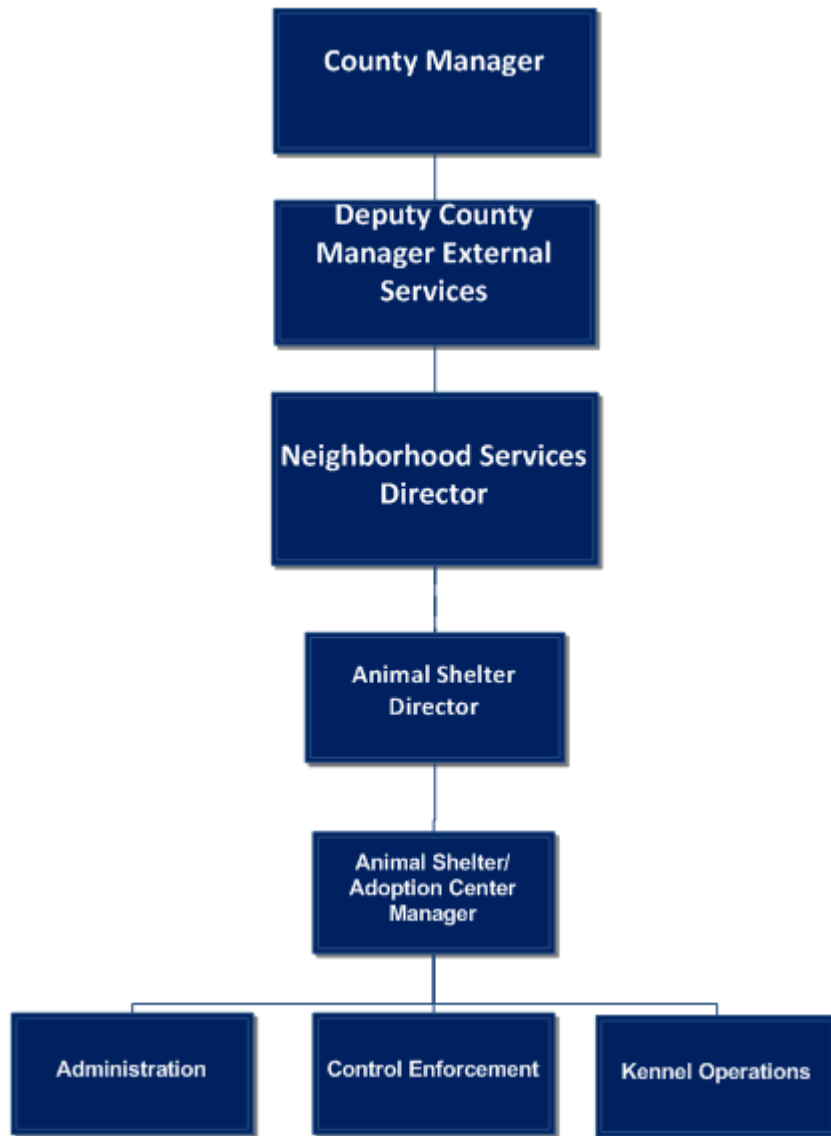 County Manager
Deputy County
Manager External
Services
Neighborhood Services
Director
Animal Shelter
Director
Animal Shelter/
Adoption Center
Manager
Administration
Control Enforcement
Kennel Operations